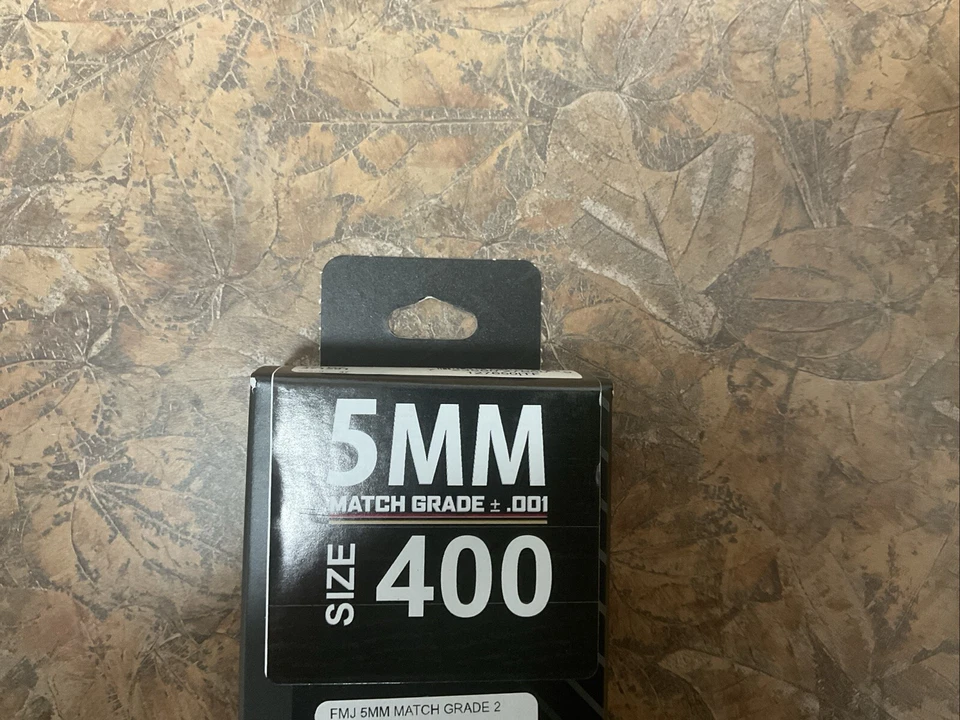 5MM
MATCH GRADE ± .001
SIZE 400
FMJ 5MM MATCH GRADE 2